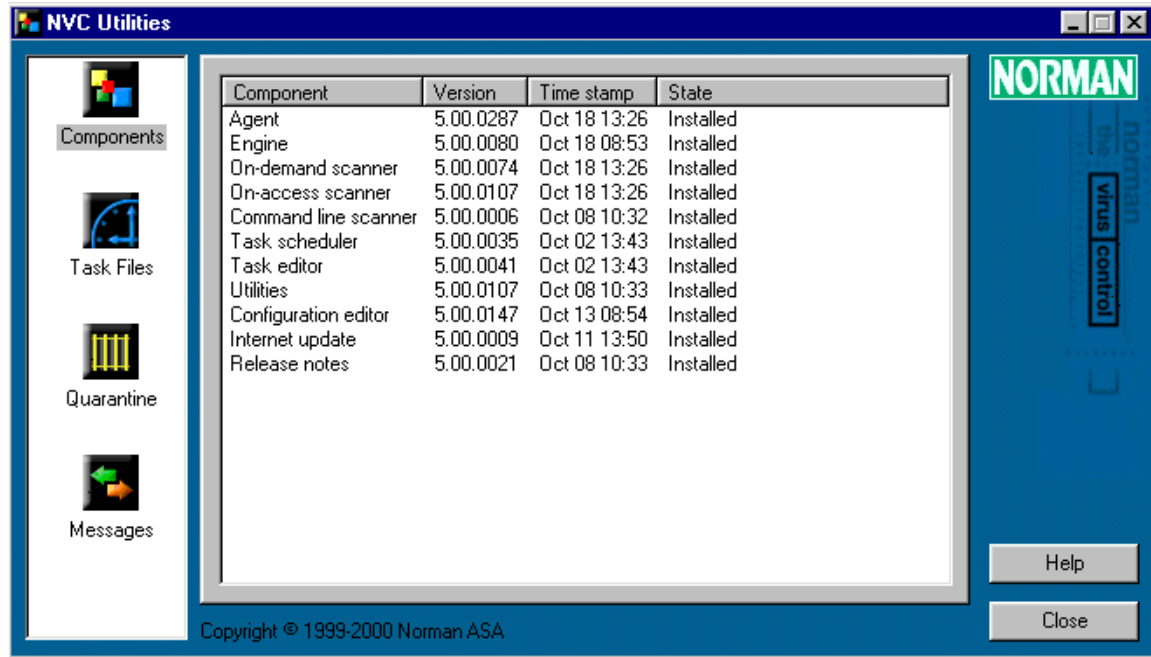 NVC Utilities
Components
Task Files
Quarantine
Messages
Component Version Time stamp State
Agent 5.00.0287 Oct 18 13:26 Installed
Engine 5.00.0080 Oct 18 08:53 Installed
On-demand scanner 5.00.0074 Oct 18 13:26 Installed
On-access scanner 5.00.0107 Oct 18 13:26 Installed
Command line scanner 5.00.0006 Oct 08 10:32 Installed
Task scheduler 5.00.0035 Oct 02 13:43 Installed
Task editor 5.00.0041 Oct 02 13:43 Installed
Utilities 5.00.0107 Oct 08 10:33 Installed
Configuration editor 5.00.0147 Oct 13 08:54 Installed
Internet update 5.00.0009 Oct 11 13:50 Installed
Release notes 5.00.0021 Oct 08 10:33 Installed
Copyright © 1999-2000 Norman ASA
NORMAN
norman
the
virus control
Help
Close